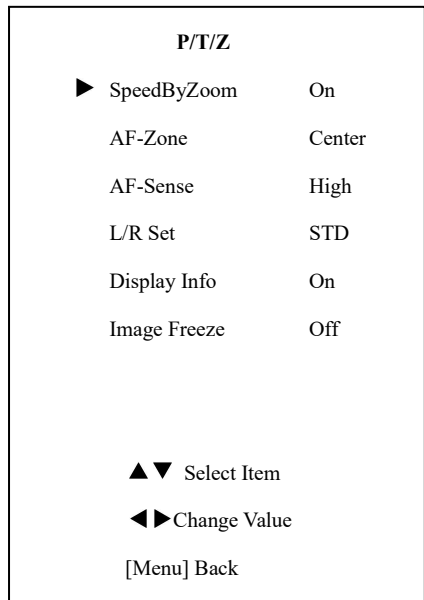 P/T/Z
▶ SpeedByZoom On
AF-Zone Center
AF-Sense High
L/R Set STD
Display Info On
Image Freeze Off
▲▼ Select Item
◀▶Change Value
[Menu] Back